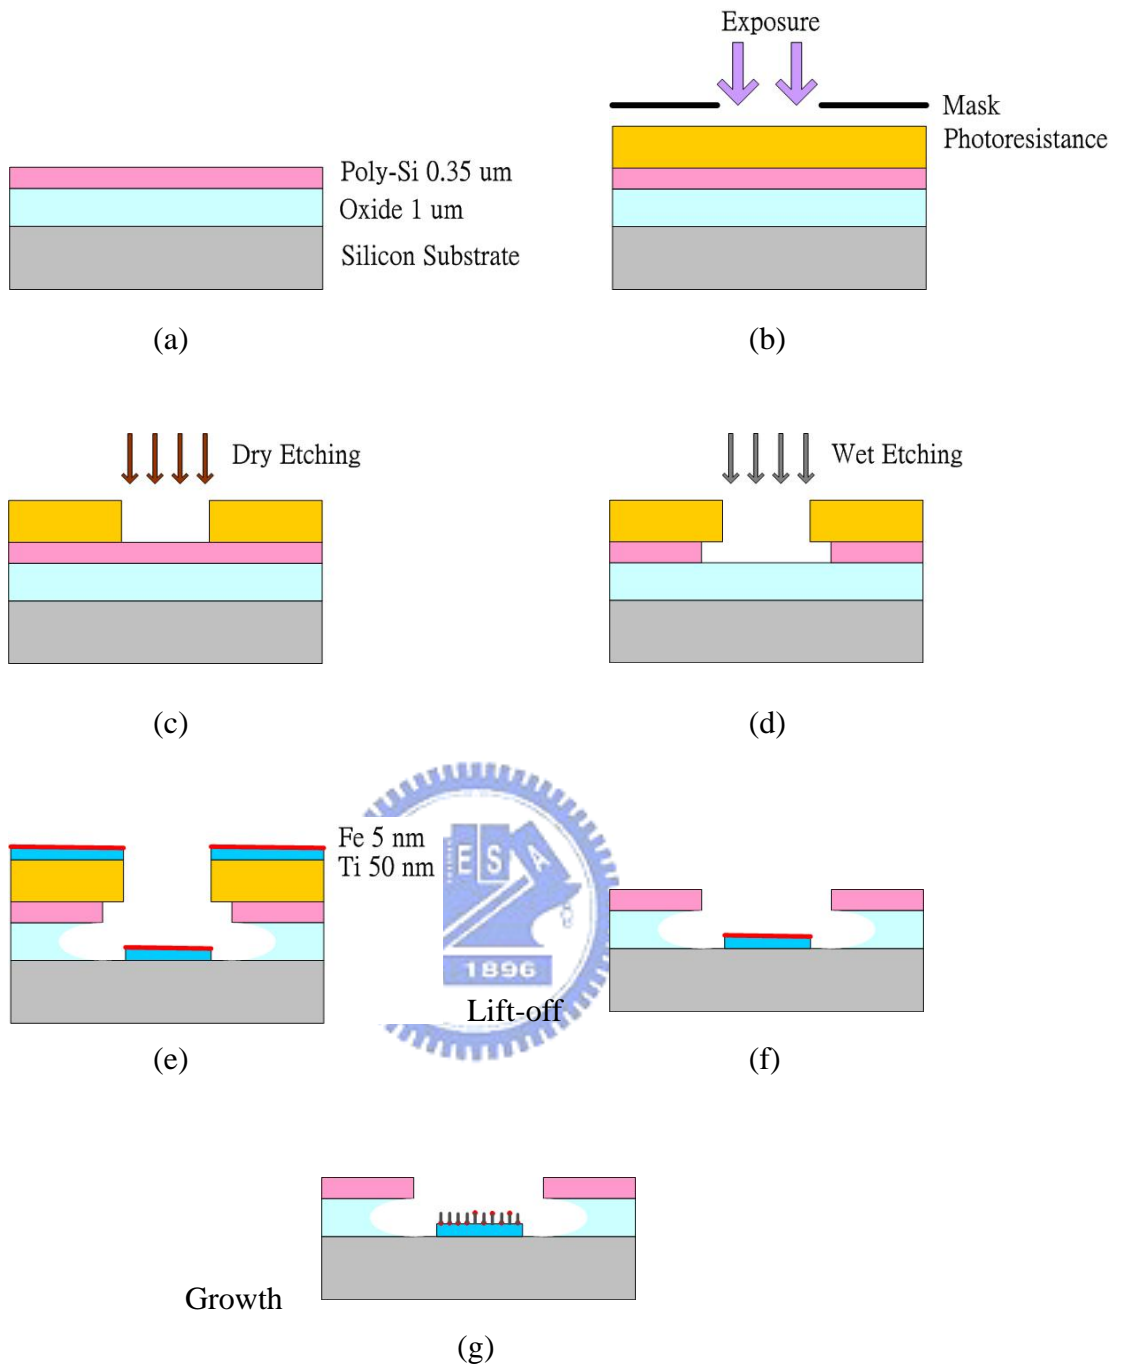 Exposure
Mask
Photoresistance
Poly-Si 0.35 um
Oxide 1 um
Silicon Substrate
(a)
(b)
Dry Etching
Wet Etching
(c)
(d)
Fe 5 nm
Ti 50 nm
E S A
1896
Lift-off
(e)
(f)
Growth
(g)